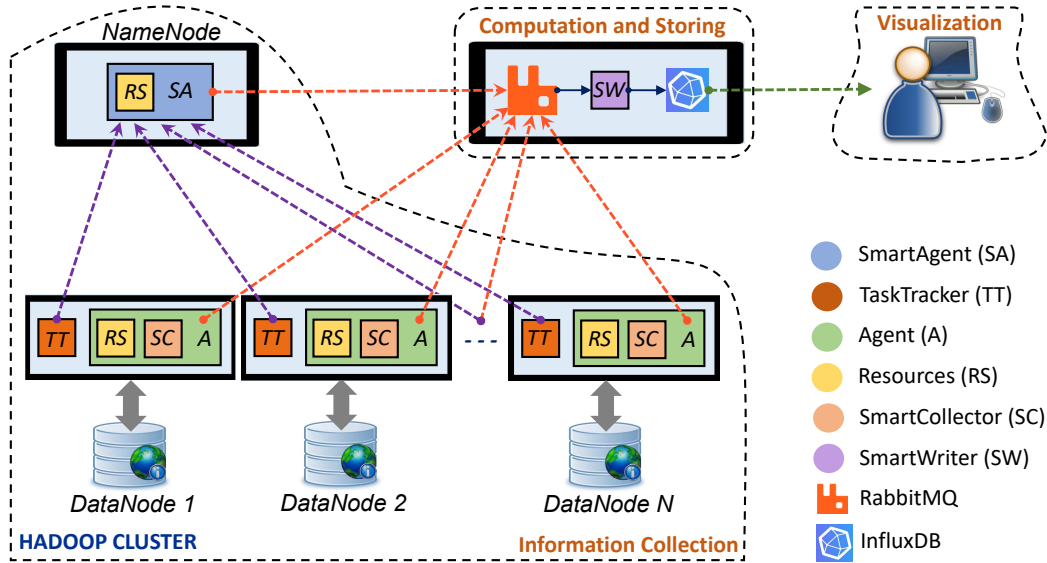 NameNode
RS SA
Computation and Storing
SW
Visualization
TT RS SC A
TT RS SC A
TT RS SC A
DataNode 1
DataNode 2
DataNode N
HADOOP CLUSTER
Information Collection
SmartAgent (SA)
TaskTracker (TT)
Agent (A)
Resources (RS)
SmartCollector (SC)
SmartWriter (SW)
RabbitMQ
InfluxDB